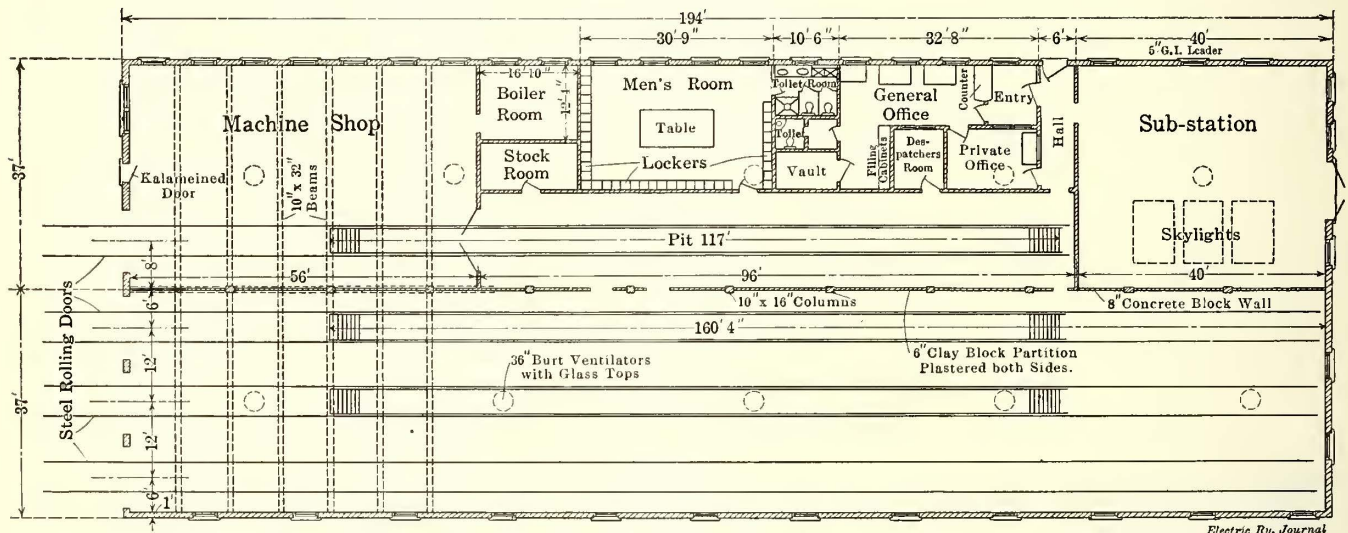 194'
30' 9"
10' 6"
32' 8"
6'
40'
5" G.I. Leader
37'
16'-10"
12'-4"
Boiler
Room
Men's Room
Toilet Room
General
Office
Counter
Entry
Hall
Sub-station
Machine Shop
Table
Toilet
Stock
Room
Lockers
Vault
Filing
Cabinets
Des-
patchers
Room
Private
Office
Kalameined
Door
10" x 32"
Beams
Pit 117'
Skylights
8'
56'
96'
40'
6'
10" x 16" Columns
8" Concrete Block Wall
Steel Rolling Doors
160' 4"
12'
36" Burt Ventilators
with Glass Tops
6" Clay Block Partition
Plastered both Sides.
37'
12'
6'
1'
Electric Ry. Journal